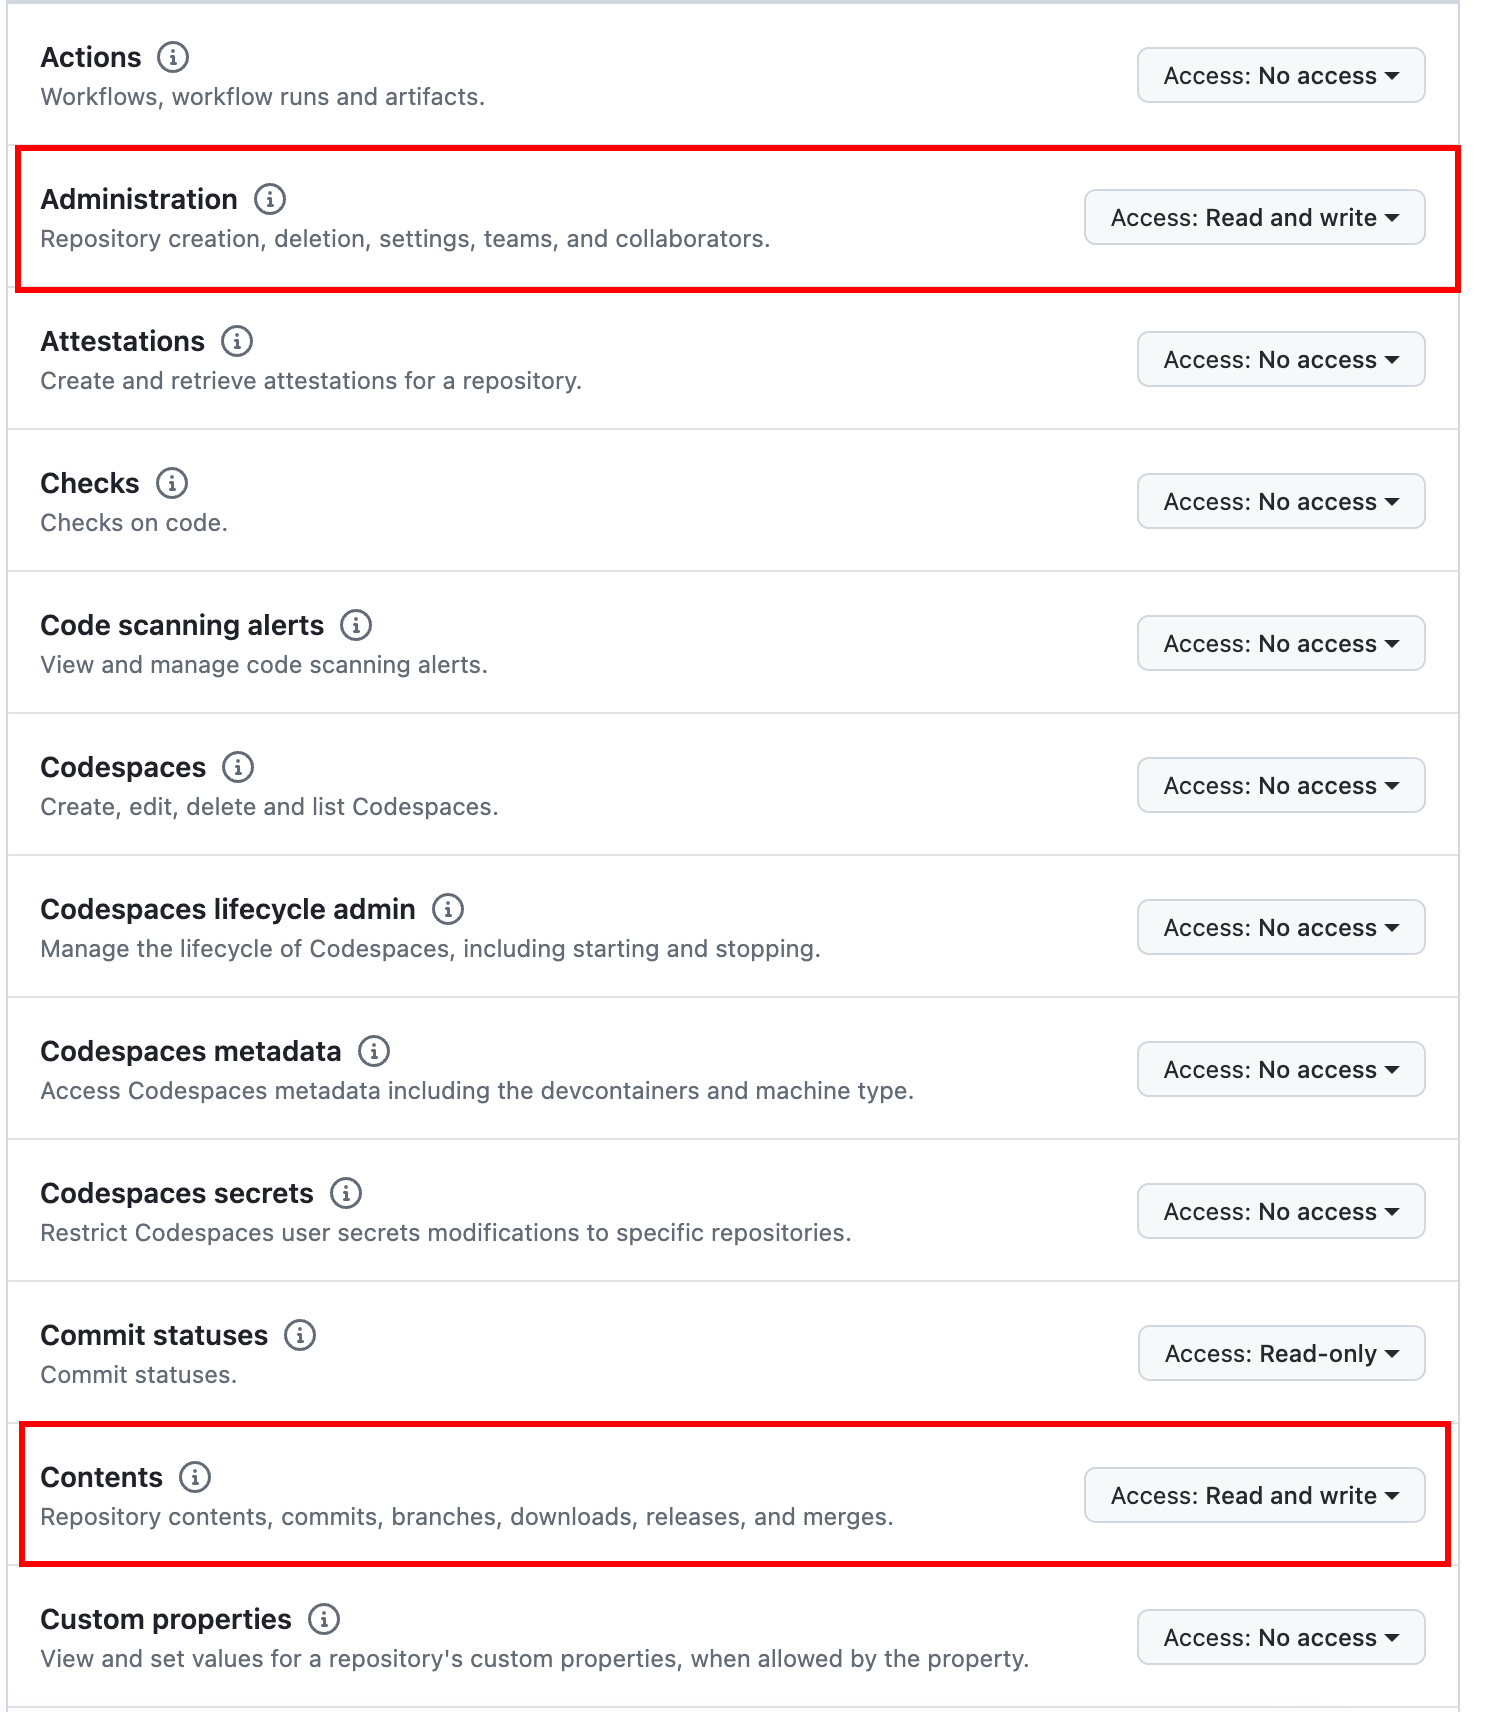 Actions
Workflows, workflow runs and artifacts.
Access: No access
Administration
Repository creation, deletion, settings, teams, and collaborators.
Access: Read and write
Attestations
Create and retrieve attestations for a repository.
Access: No access
Checks
Checks on code.
Access: No access
Code scanning alerts
View and manage code scanning alerts.
Access: No access
Codespaces
Create, edit, delete and list Codespaces.
Access: No access
Codespaces lifecycle admin
Manage the lifecycle of Codespaces, including starting and stopping.
Access: No access
Codespaces metadata
Access Codespaces metadata including the devcontainers and machine type.
Access: No access
Codespaces secrets
Restrict Codespaces user secrets modifications to specific repositories.
Access: No access
Commit statuses
Commit statuses.
Access: Read-only
Contents
Repository contents, commits, branches, downloads, releases, and merges.
Access: Read and write
Custom properties
View and set values for a repository's custom properties, when allowed by the property.
Access: No access